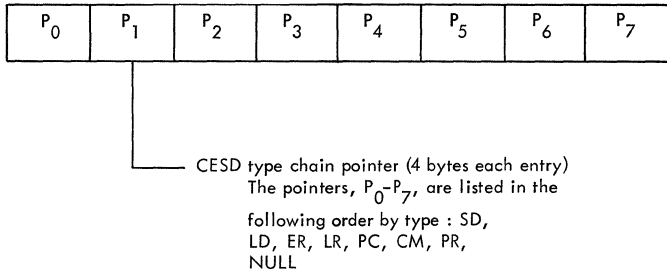 P0 P1 P2 P3 P4 P5 P6 P7
CESD type chain pointer (4 bytes each entry)
The pointers, P0-P7, are listed in the
following order by type : SD,
LD, ER, LR, PC, CM, PR,
NULL